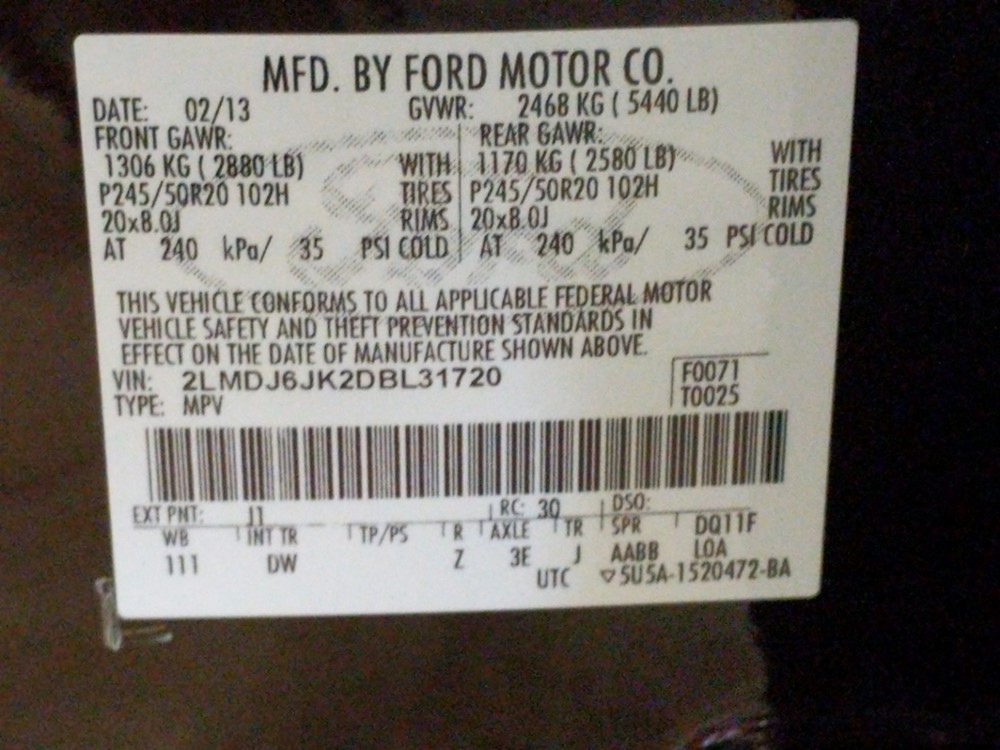 MFD. BY FORD MOTOR CO.
DATE: 02/13 GVWR: 2468 KG ( 5440 LB)
FRONT GAWR: REAR GAWR:
1306 KG ( 2880 LB) WITH 1170 KG ( 2580 LB) WITH
P245/50R20 102H TIRES P245/50R20 102H TIRES
20x8.0J RIMS 20x8.0J RIMS
AT 240 kPa/ 35 PSI COLD AT 240 kPa/ 35 PSI COLD
THIS VEHICLE CONFORMS TO ALL APPLICABLE FEDERAL MOTOR
VEHICLE SAFETY AND THEFT PREVENTION STANDARDS IN
EFFECT ON THE DATE OF MANUFACTURE SHOWN ABOVE.
VIN: 2LMDJ6JK2DBL31720 F0071
TYPE: MPV T0025
EXT PNT: J1 RC: 30 DSO:
WB INT TR TP/PS R AXLE TR SPR DQ11F
111 DW Z 3E J AABB LOA
UTC ▽5U5A-1520472-BA
Ford